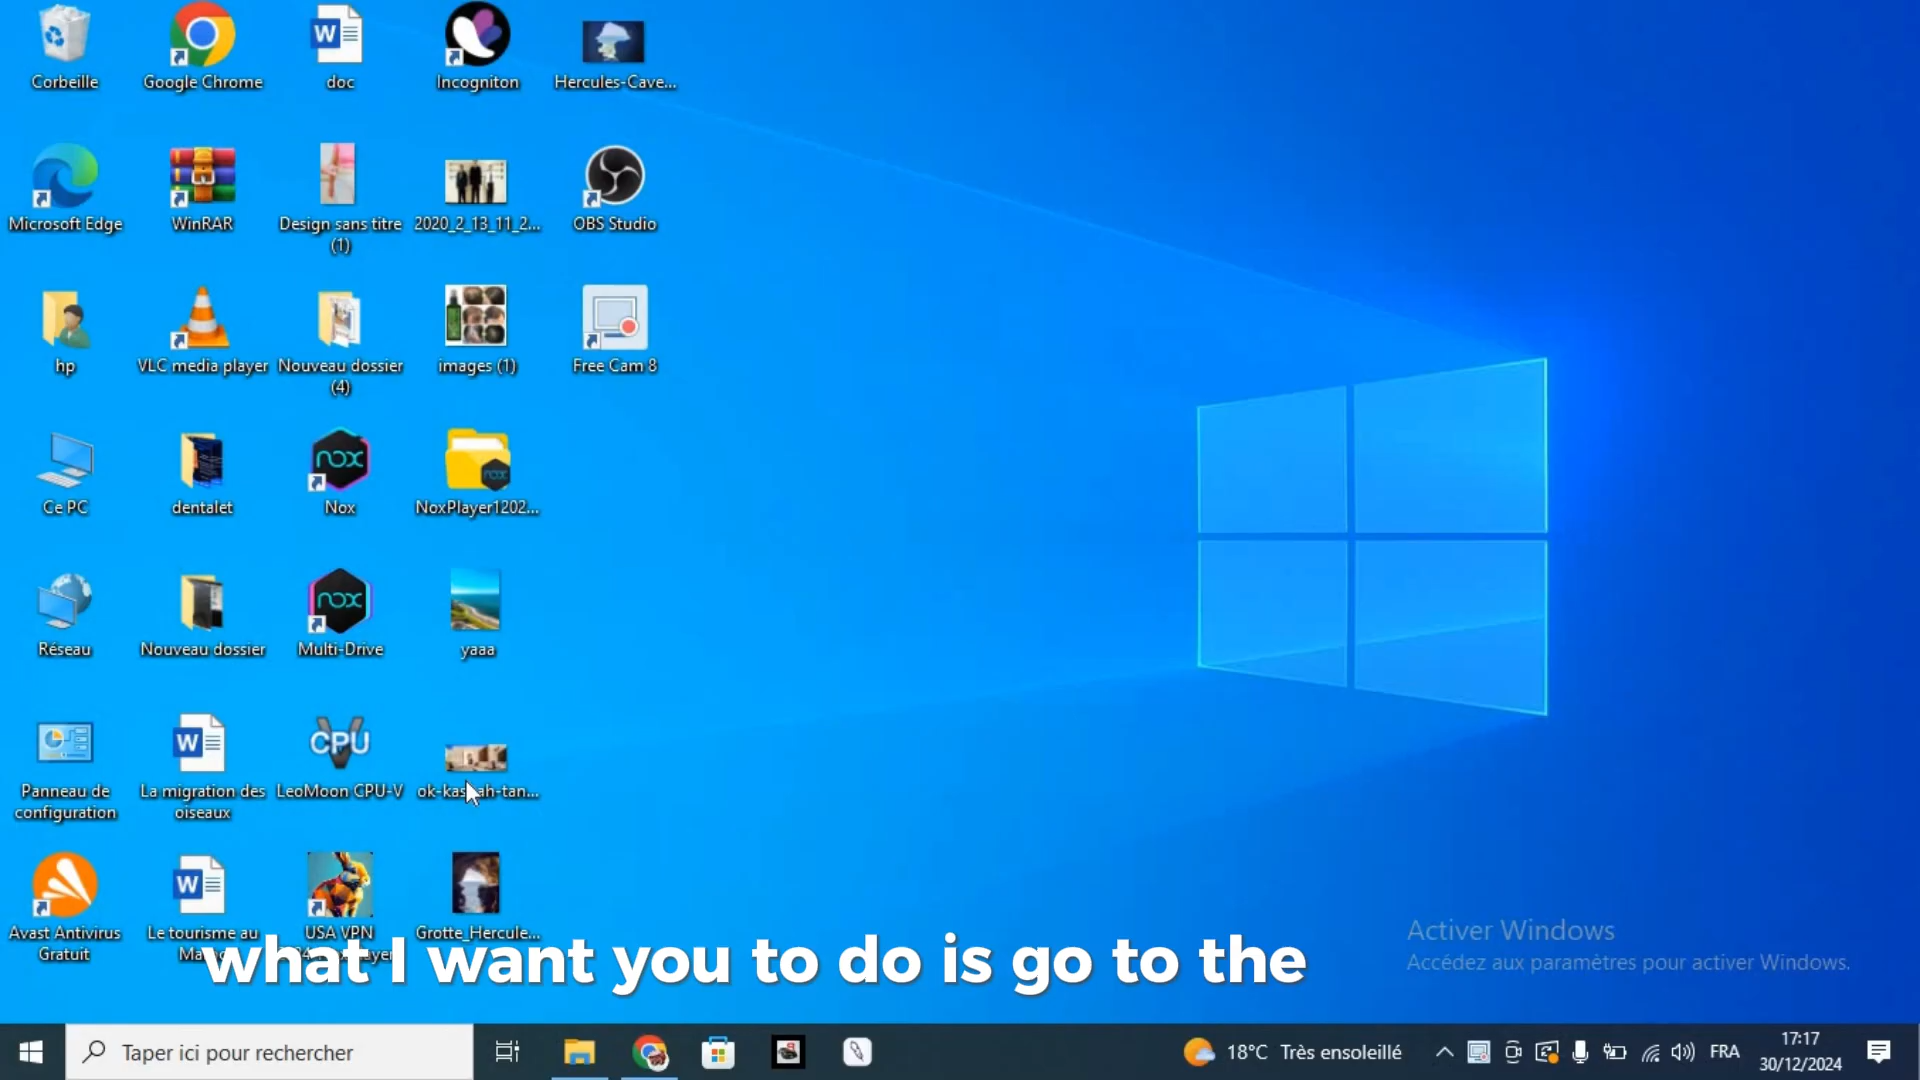 Corbeille
Google Chrome
doc
Incogniton
Hercules-Cave...
Microsoft Edge
WinRAR
Design sans titre
(1)
2020_2_13_11_2...
OBS Studio
hp
VLC media player
Nouveau dossier
(4)
images (1)
Free Cam 8
Ce PC
dentalet
nox
Nox
NoxPlayer1202...
Réseau
Nouveau dossier
nox
Multi-Drive
yaaa
Panneau de
configuration
La migration des
oiseaux
CPU
LeoMoon CPU-V
Avast Antivirus
Gratuit
Le tourisme au
USA VPN
Grotte_Hercule...
what I want you to do is go to the
Activer Windows
Accédez aux paramètres pour activer Windows.
Taper ici pour rechercher
18°C Très ensoleillé
FRA
17:17
30/12/2024